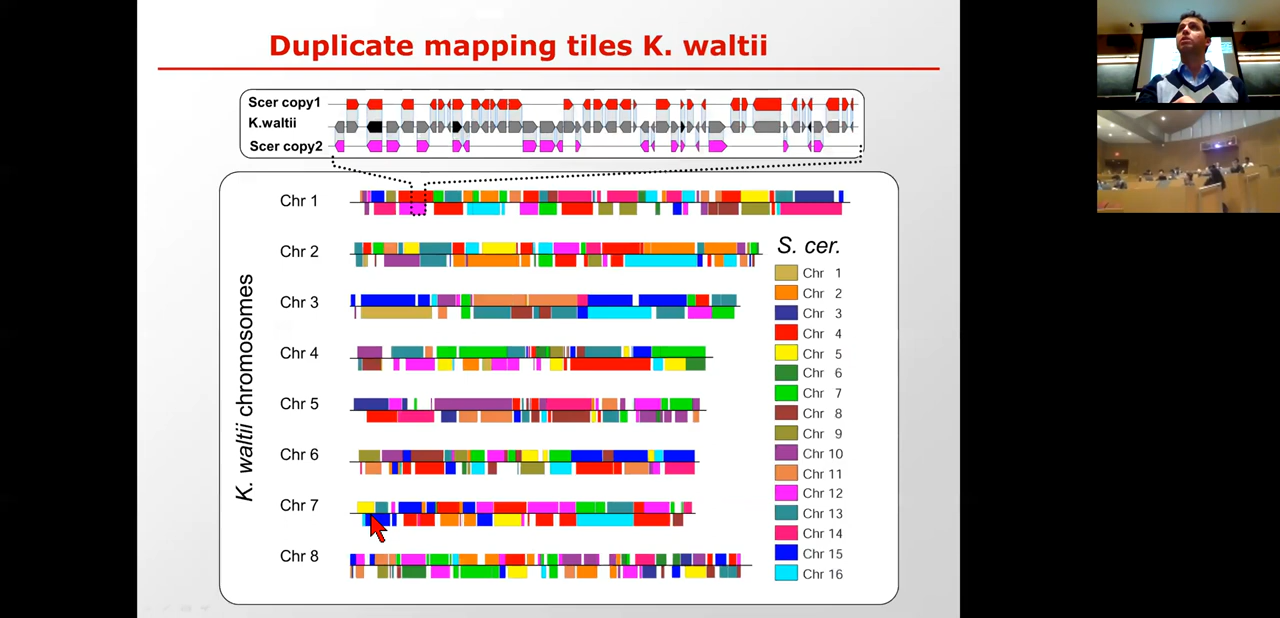 Duplicate mapping tiles K. waltii
Scer copy1
K.waltii
Scer copy2
Chr 1
Chr 2
Chr 3
Chr 4
Chr 5
Chr 6
Chr 7
Chr 8
K. waltii chromosomes
S. cer.
Chr 1
Chr 2
Chr 3
Chr 4
Chr 5
Chr 6
Chr 7
Chr 8
Chr 9
Chr 10
Chr 11
Chr 12
Chr 13
Chr 14
Chr 15
Chr 16